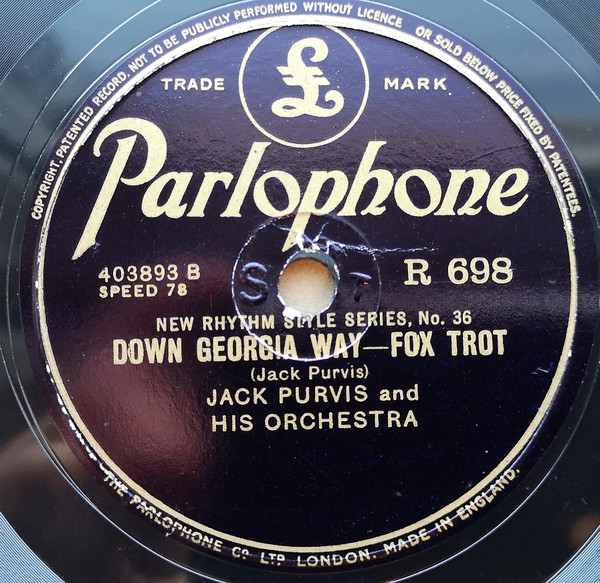 COPYRIGHT. PATENTED RECORD. NOT TO BE PUBLICLY PERFORMED WITHOUT LICENCE OR SOLD BELOW PRICE FIXED BY PATENTEES.
£
TRADE MARK
Parlophone
403893 B
SPEED 78
R 698
S T
NEW RHYTHM STYLE SERIES, No. 36
DOWN GEORGIA WAY—FOX TROT
(Jack Purvis)
JACK PURVIS and
HIS ORCHESTRA
THE PARLOPHONE Co LTD LONDON. MADE IN ENGLAND.